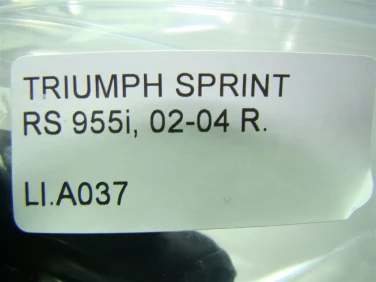 TRIUMPH SPRINT
RS 955i, 02-04 R.
LI.A037